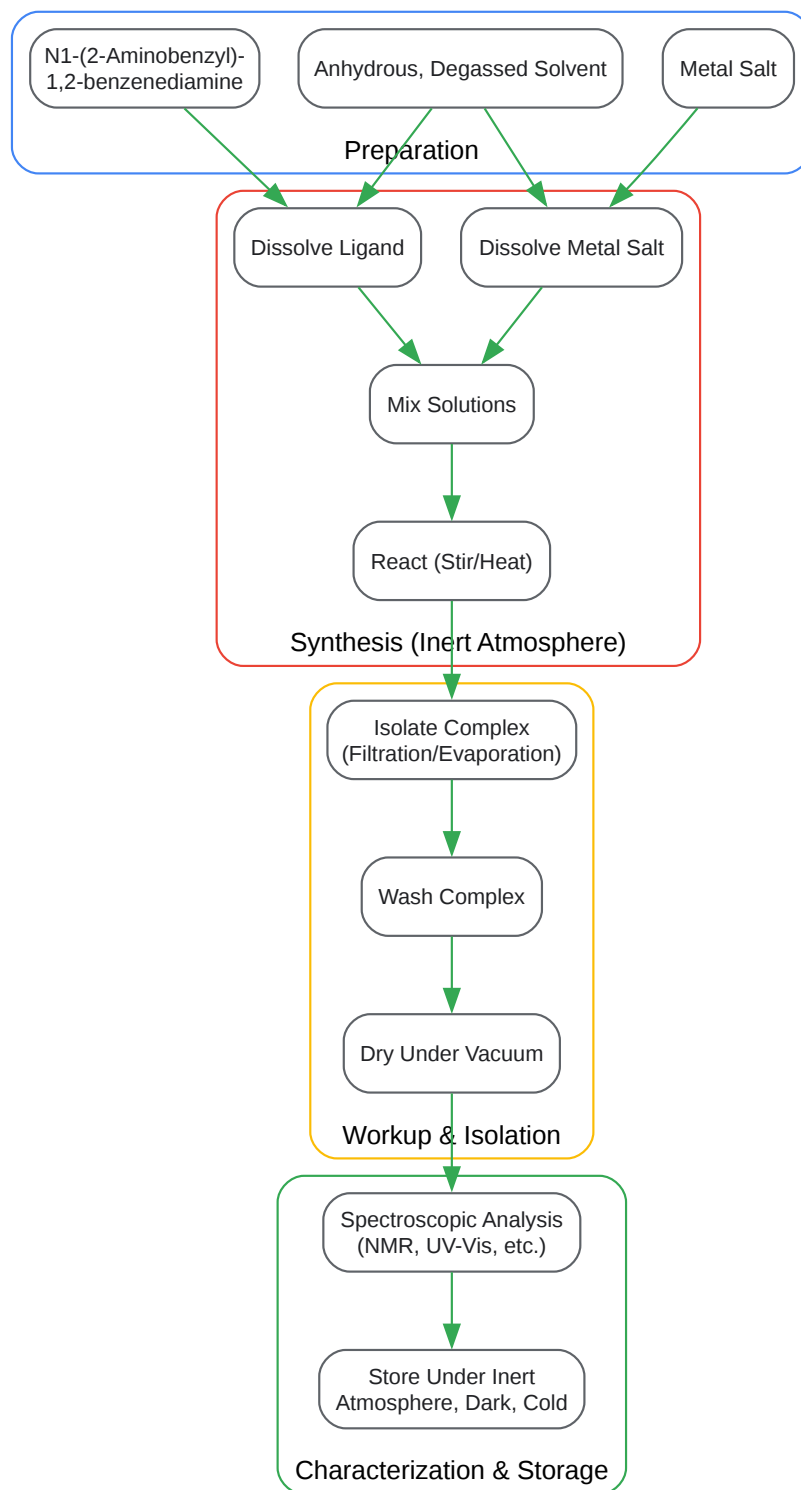 N1-(2-Aminobenzyl)-
1,2-benzenediamine
Anhydrous, Degassed Solvent
Metal Salt
Preparation
Dissolve Ligand
Dissolve Metal Salt
Mix Solutions
React (Stir/Heat)
Synthesis (Inert Atmosphere)
Isolate Complex
(Filtration/Evaporation)
Wash Complex
Dry Under Vacuum
Workup & Isolation
Spectroscopic Analysis
(NMR, UV-Vis, etc.)
Store Under Inert
Atmosphere, Dark, Cold
Characterization & Storage